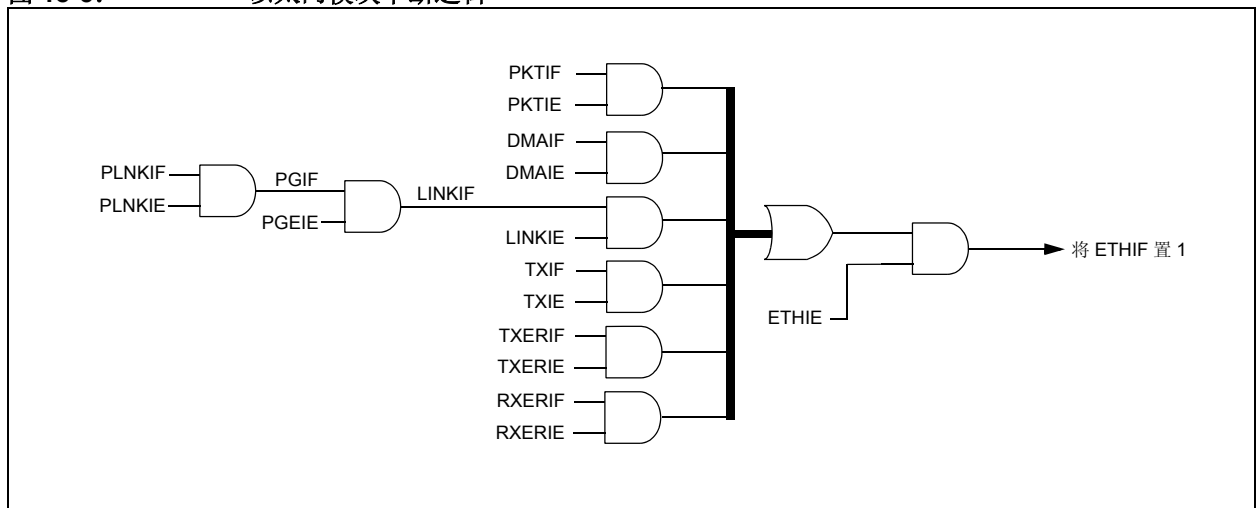 PKTIF
PKTIE
DMAIF
DMAIE
PLNKIF
PLNKIE
PGIF
PGEIE
LINKIF
LINKIE
TXIF
TXIE
TXERIF
TXERIE
RXERIF
RXERIE
ETHIE
将 ETHIF 置 1